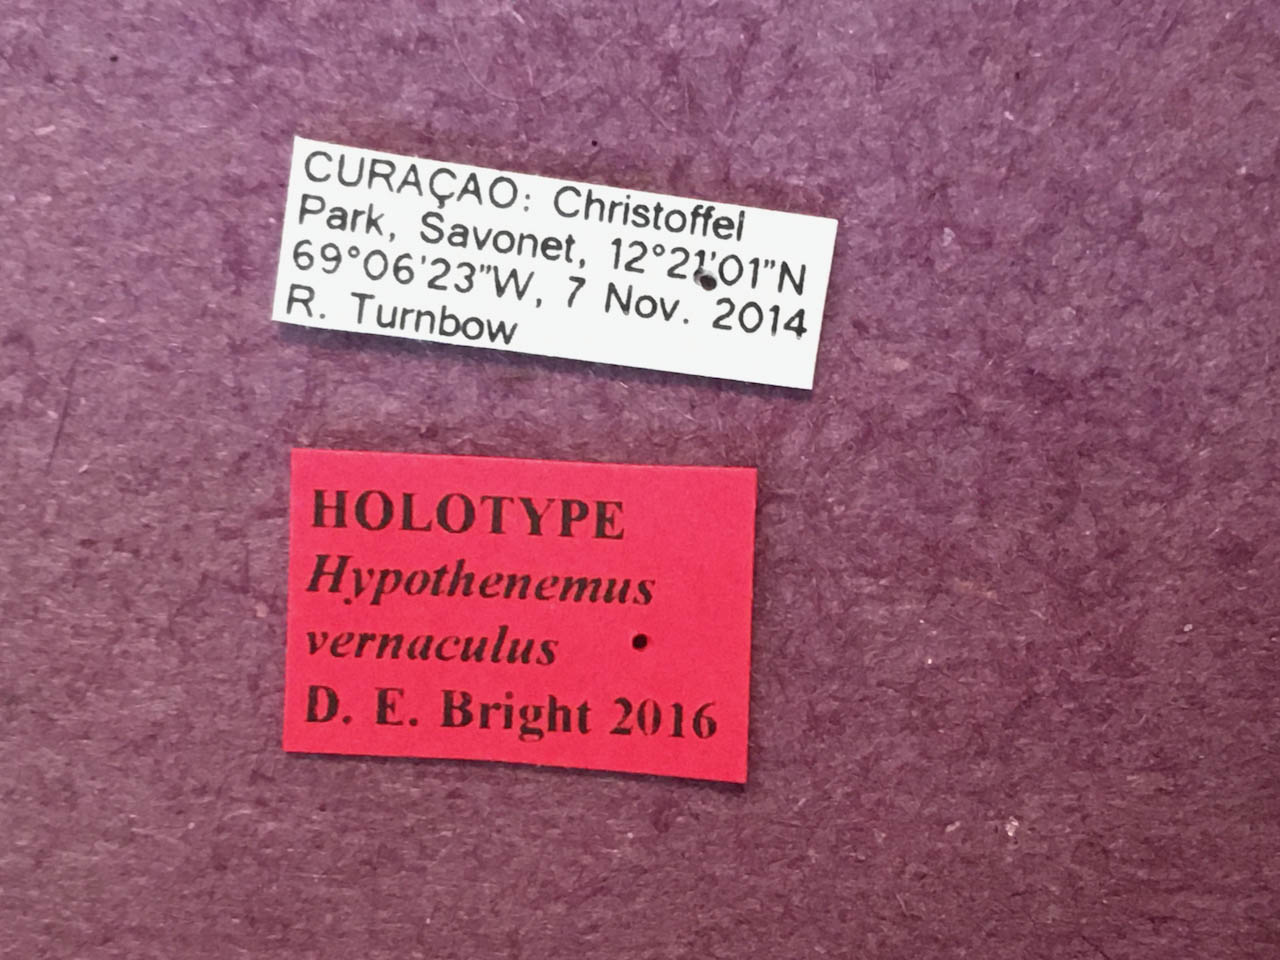 CURAÇAO: Christoffel
Park, Savonet, 12°21'01"N
69°06'23"W, 7 Nov. 2014
R. Turnbow
HOLOTYPE
Hypothenemus
vernaculus
D. E. Bright 2016